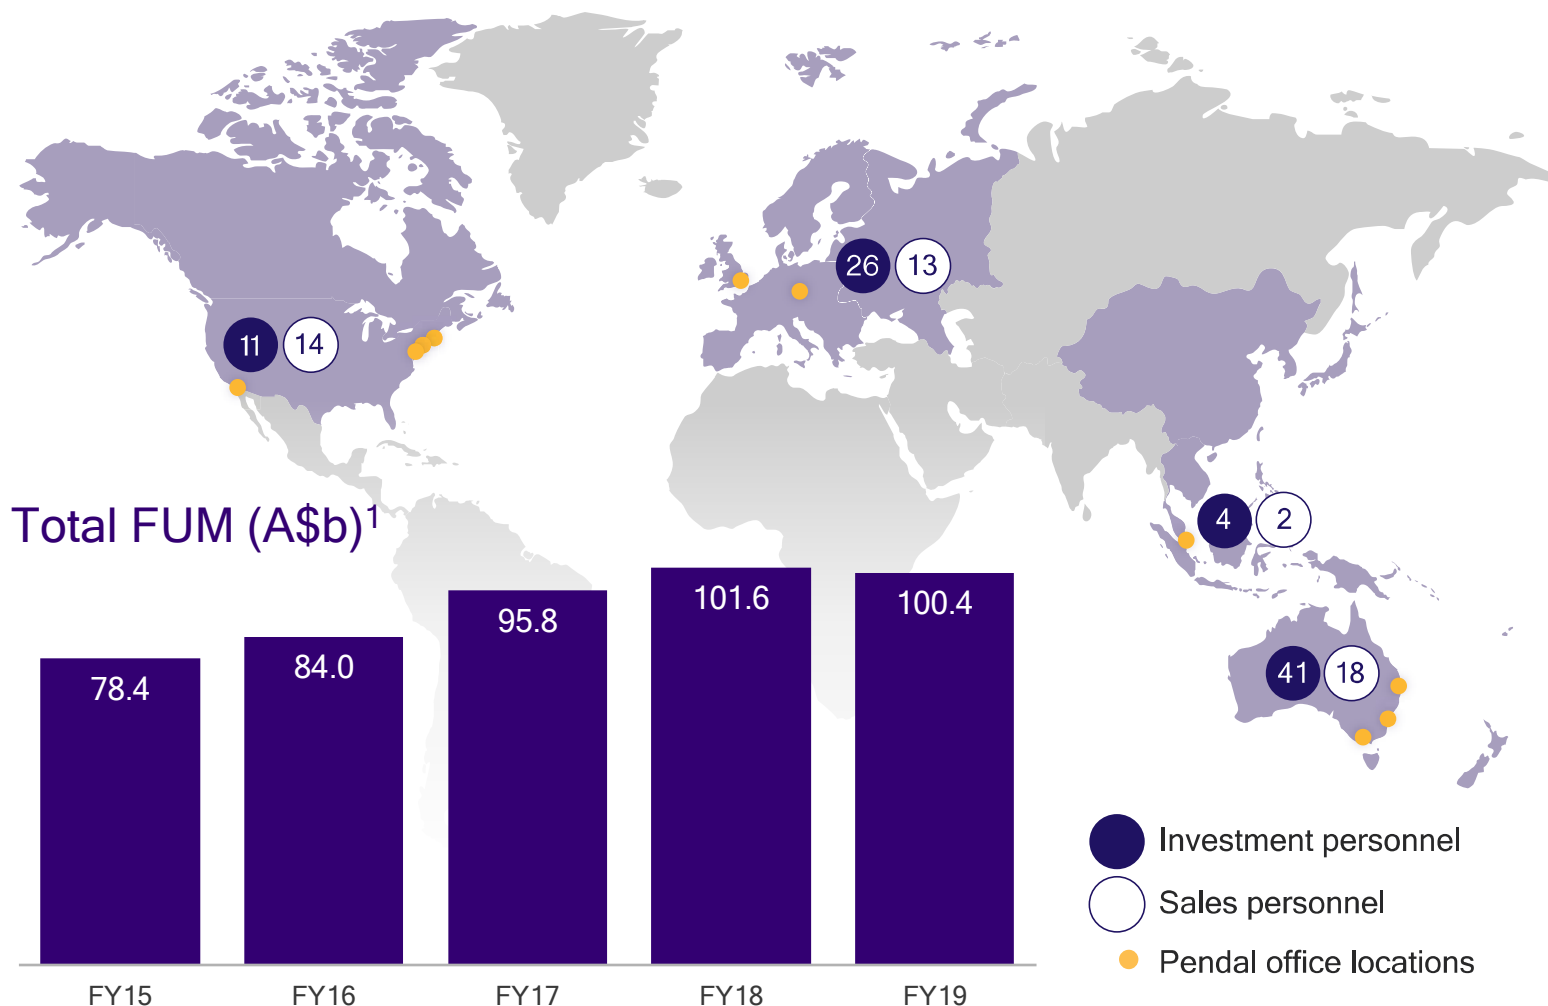 26 13
11 14
4 2
Total FUM (A$b)¹
78.4 84.0 95.8 101.6 100.4
41 18
Investment personnel
Sales personnel
Pendal office locations
FY15 FY16 FY17 FY18 FY19